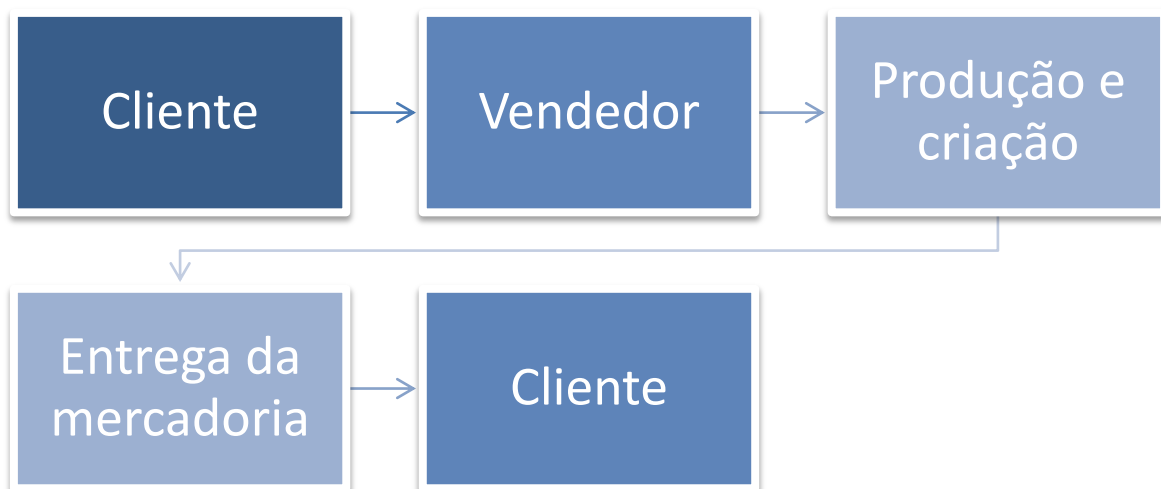 Cliente
Vendedor
Produção e
criação
Entrega da
mercadoria
Cliente